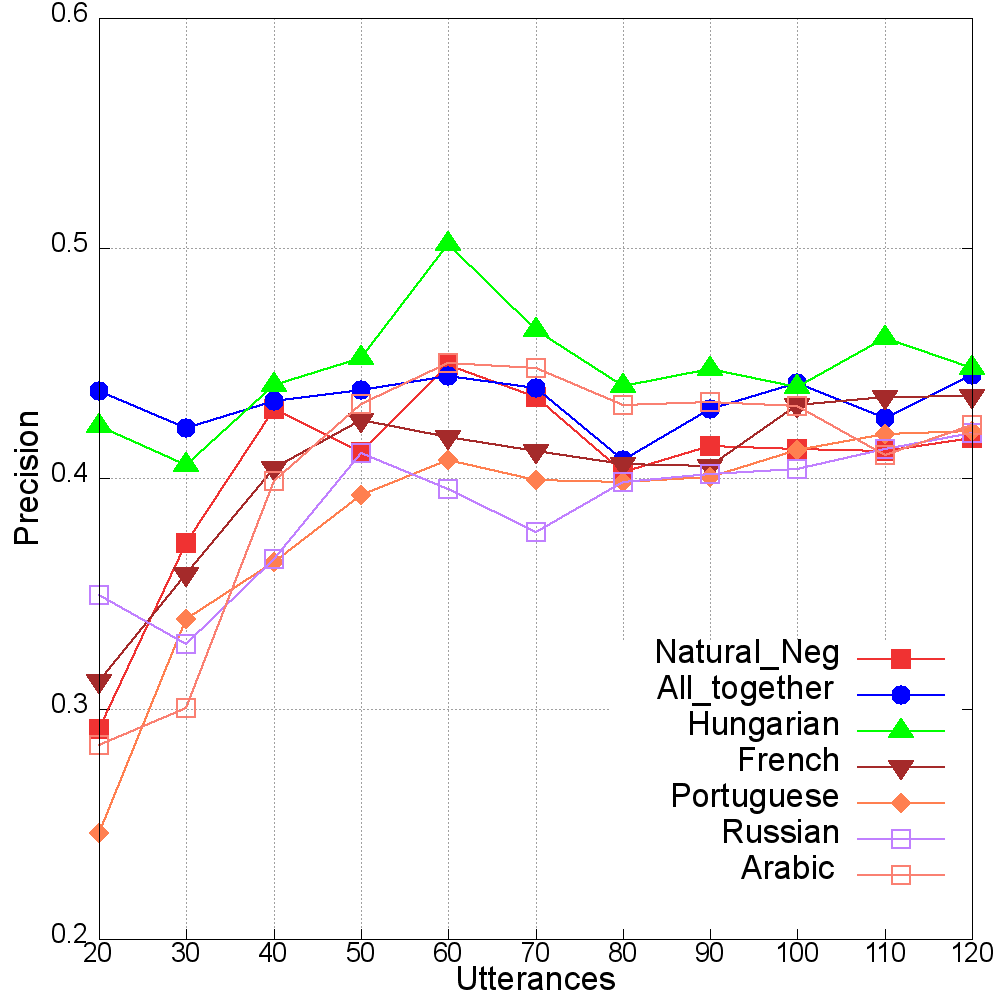 0.6
0.5
0.4
0.3
0.2
Precision
Natural_Neg
All_together
Hungarian
French
Portuguese
Russian
Arabic
20 30 40 50 60 70 80 90 100 110 120
Utterances